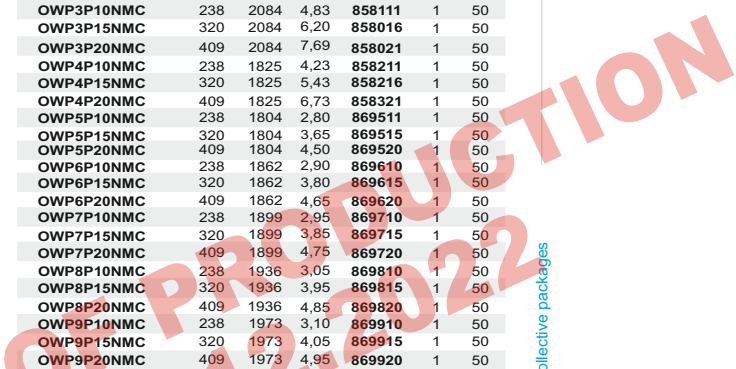 OWP3P10NMC 238 2084 4,83 858111 1 50
OWP3P15NMC 320 2084 6,20 858016 1 50
OWP3P20NMC 409 2084 7,69 858021 1 50
OWP4P10NMC 238 1825 4,23 858211 1 50
OWP4P15NMC 320 1825 5,43 858216 1 50
OWP4P20NMC 409 1825 6,73 858321 1 50
OWP5P10NMC 238 1804 2,80 869511 1 50
OWP5P15NMC 320 1804 3,65 869515 1 50
OWP5P20NMC 409 1804 4,50 869520 1 50
OWP6P10NMC 238 1862 2,90 869610 1 50
OWP6P15NMC 320 1862 3,80 869615 1 50
OWP6P20NMC 409 1862 4,65 869620 1 50
OWP7P10NMC 238 1899 2,95 869710 1 50
OWP7P15NMC 320 1899 3,85 869715 1 50
OWP7P20NMC 409 1899 4,75 869720 1 50
OWP8P10NMC 238 1936 3,05 869810 1 50
OWP8P15NMC 320 1936 3,95 869815 1 50
OWP8P20NMC 409 1936 4,85 869820 1 50
OWP9P10NMC 238 1973 3,10 869910 1 50
OWP9P15NMC 320 1973 4,05 869915 1 50
OWP9P20NMC 409 1973 4,95 869920 1 50
OF PRODUCTION
12.2022
ollective packages